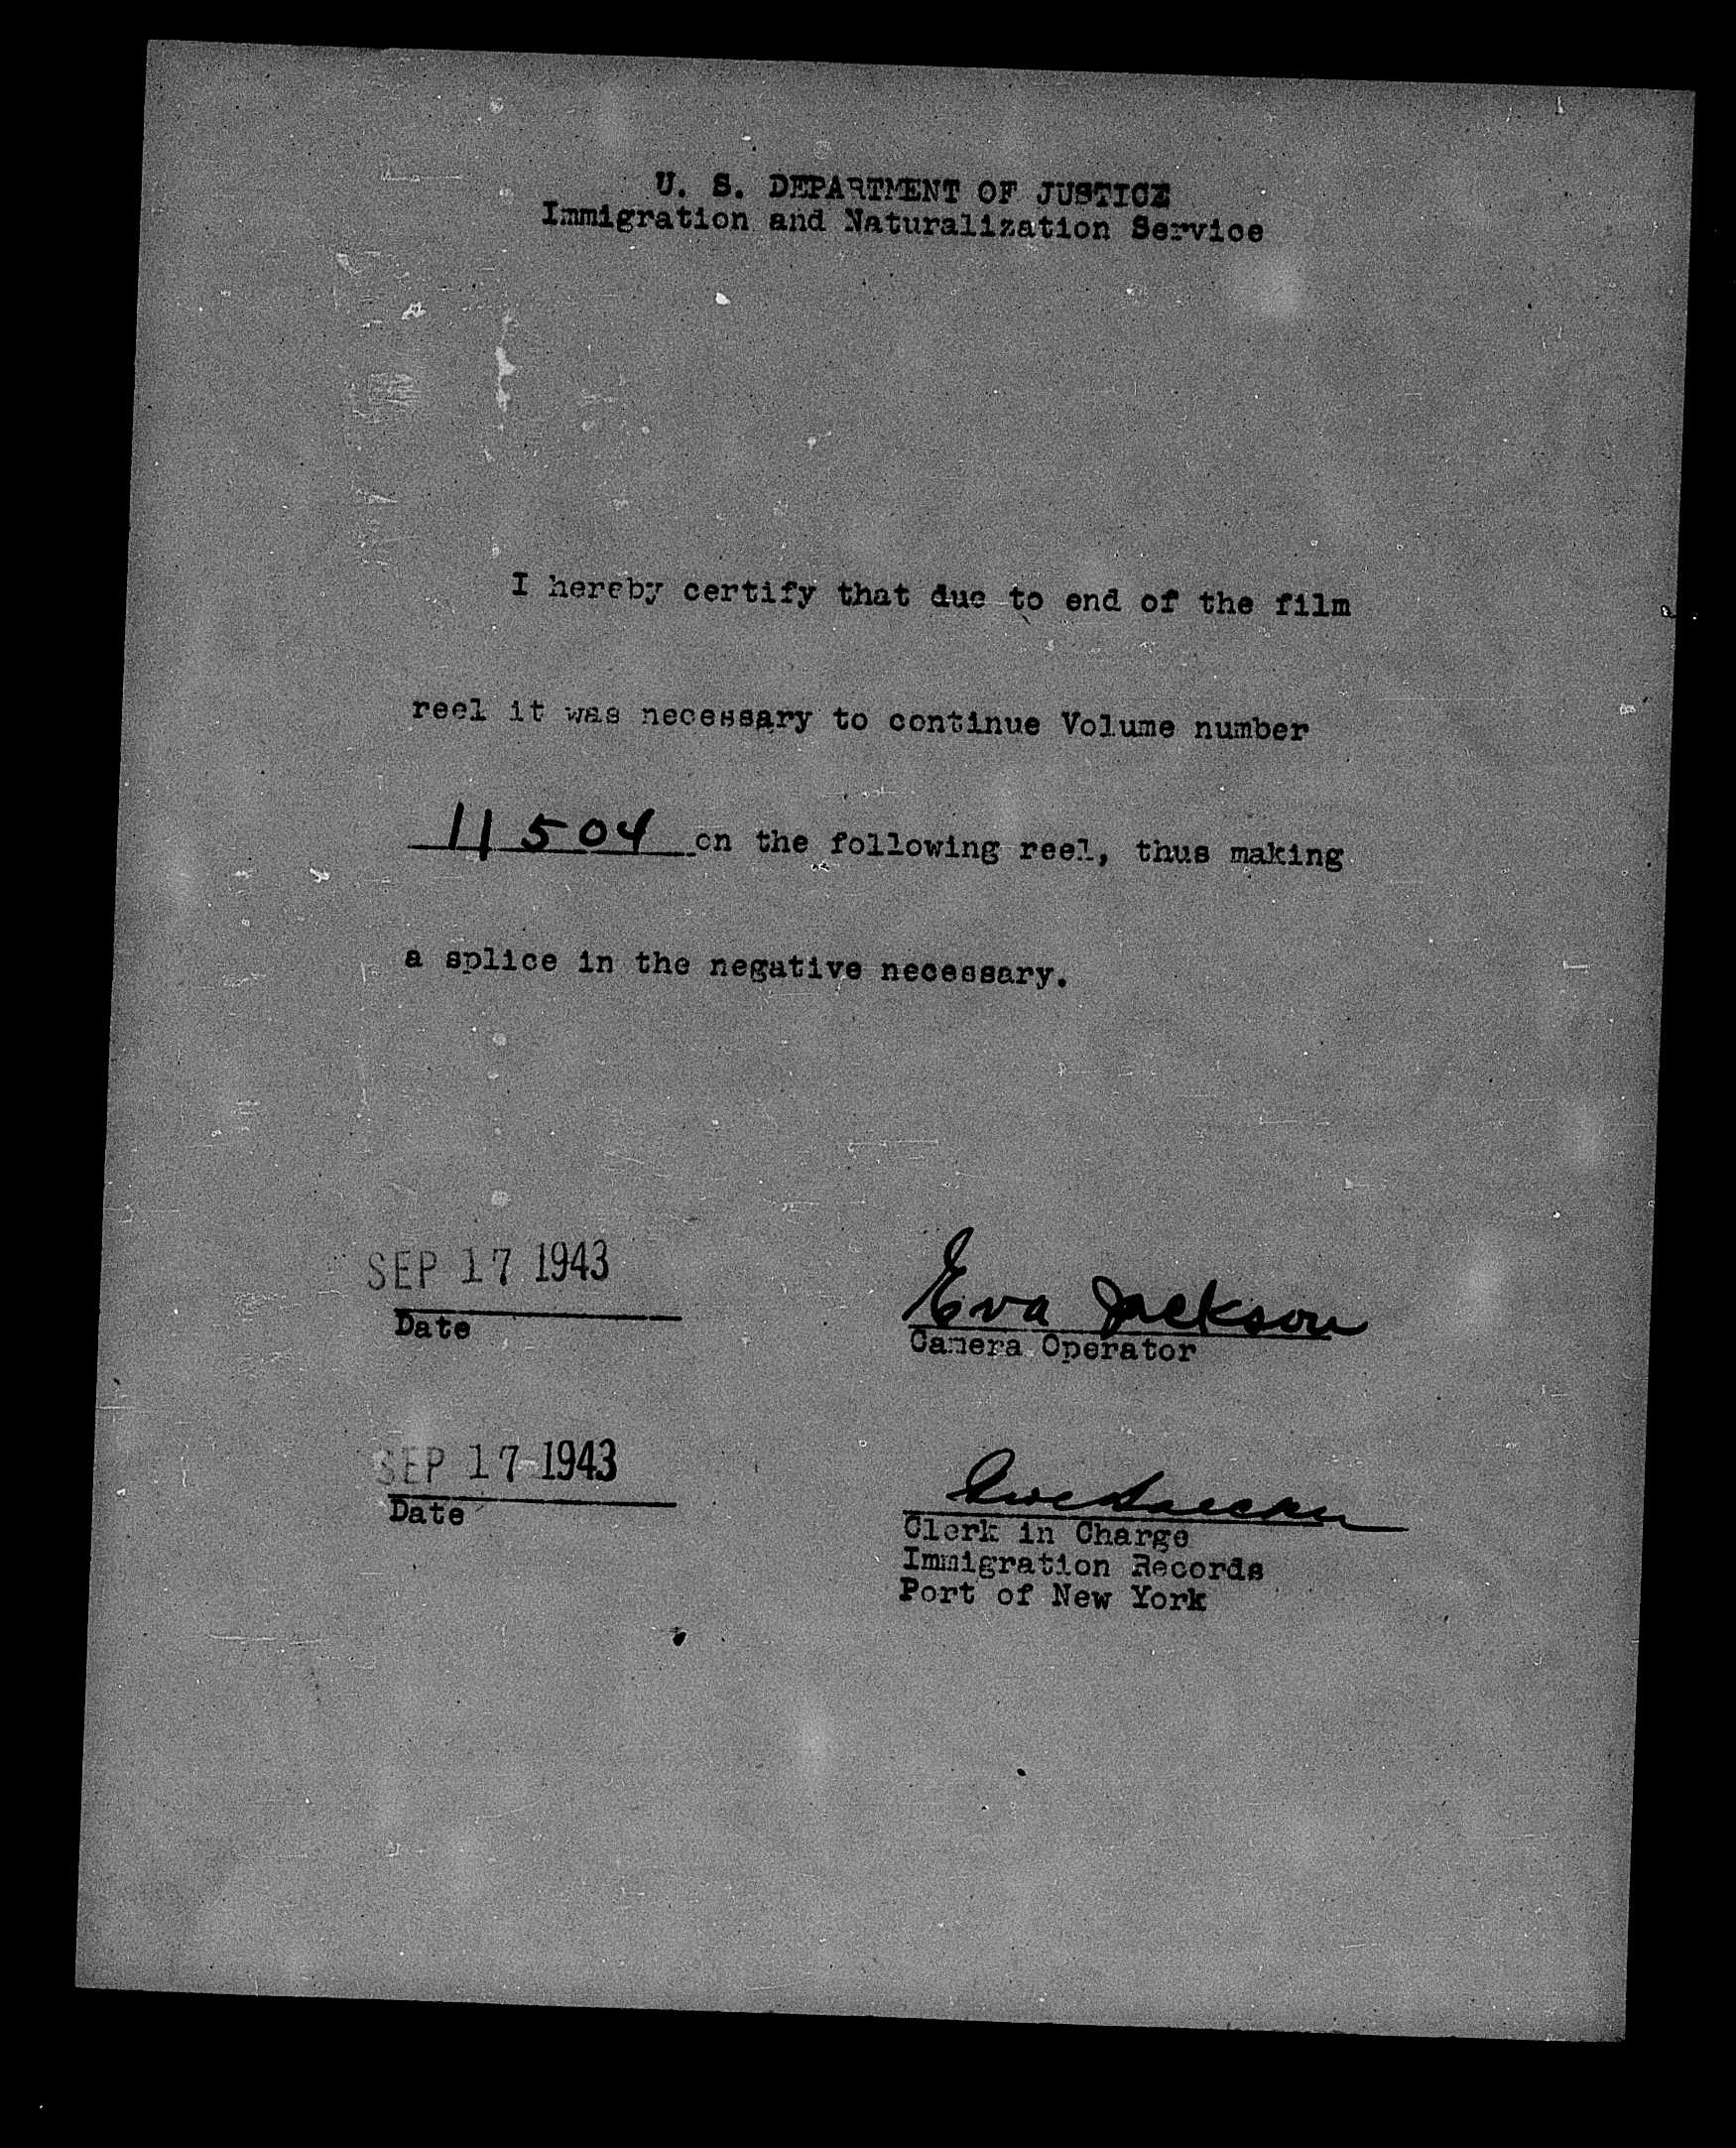 U. S. DEPARTMENT OF JUSTICE
Immigration and Naturalization Service
I hereby certify that due to end of the film
reel it was necessary to continue Volume number
11504 on the following reel, thus making
a splice in the negative necessary.
SEP 17 1943
Date
Eva Jackson
Camera Operator
SEP 17 1943
Date
Clerk in Charge
Immigration Records
Port of New York